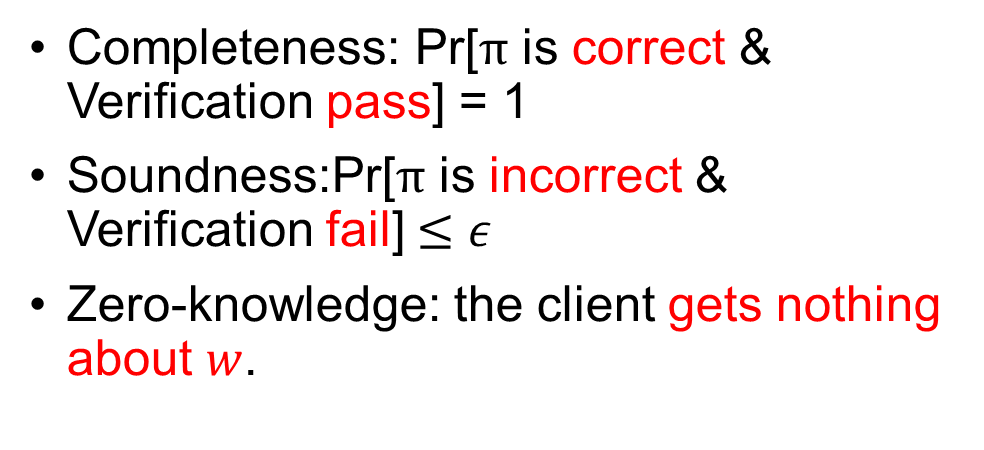 • Completeness: Pr[π is correct &
Verification pass] = 1
• Soundness:Pr[π is incorrect &
Verification fail] ≤ ϵ
• Zero-knowledge: the client gets nothing
about w.